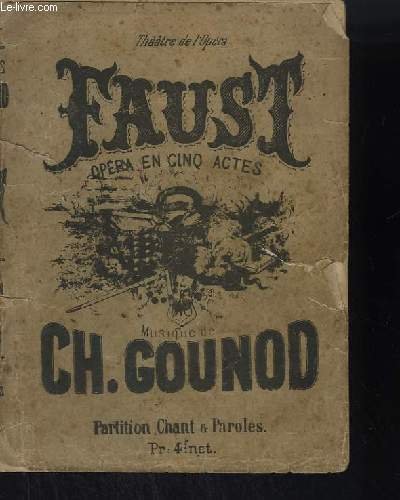 Le-livre.com
Théâtre de l'Opéra
FAUST
OPÉRA EN CINQ ACTES
Musique de
CH. GOUNOD
Partition Chant & Paroles.
Pr: 4f net.